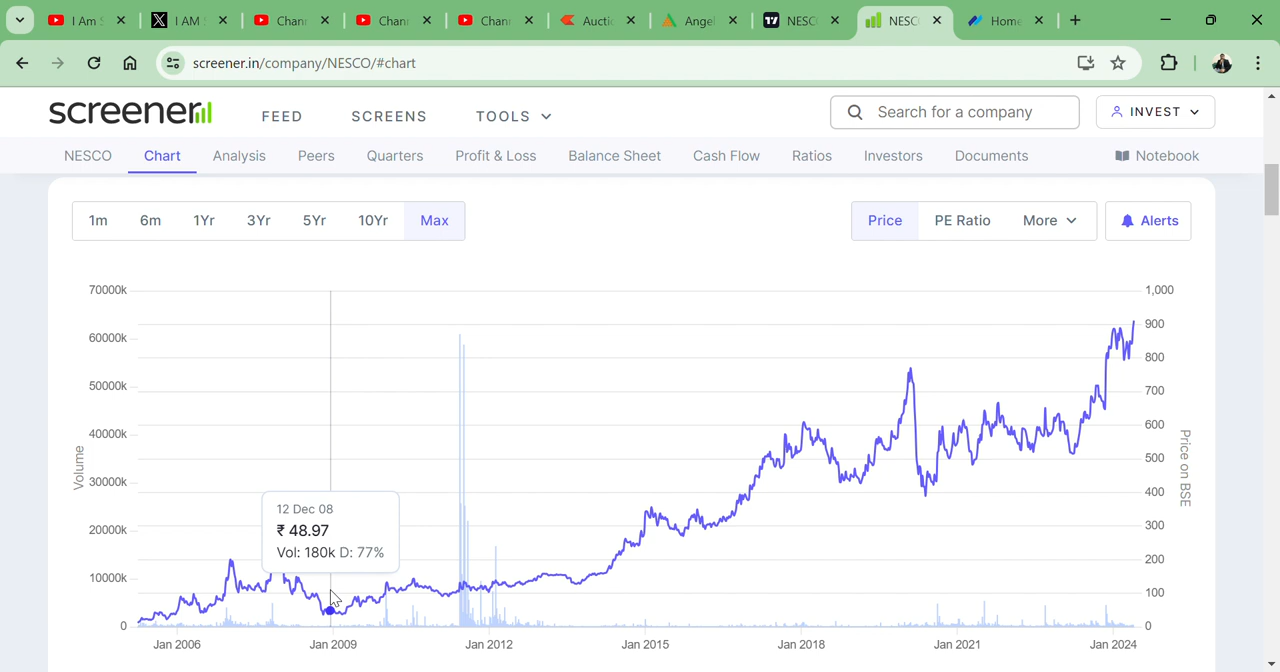 I Am S
I AM S
Chann
Chann
Chann
Auctic
Angel
NESC
NESC
Home
screener.in/company/NESCO/#chart
screener
FEED
SCREENS
TOOLS
Search for a company
INVEST
NESCO
Chart
Analysis
Peers
Quarters
Profit & Loss
Balance Sheet
Cash Flow
Ratios
Investors
Documents
Notebook
1m 6m 1Yr 3Yr 5Yr 10Yr Max
Price PE Ratio More
Alerts
70000k
60000k
50000k
40000k
30000k
20000k
10000k
0
Volume
1,000
900
800
700
600
500
400
300
200
100
0
Price on BSE
12 Dec 08
₹ 48.97
Vol: 180k D: 77%
Jan 2006 Jan 2009 Jan 2012 Jan 2015 Jan 2018 Jan 2021 Jan 2024